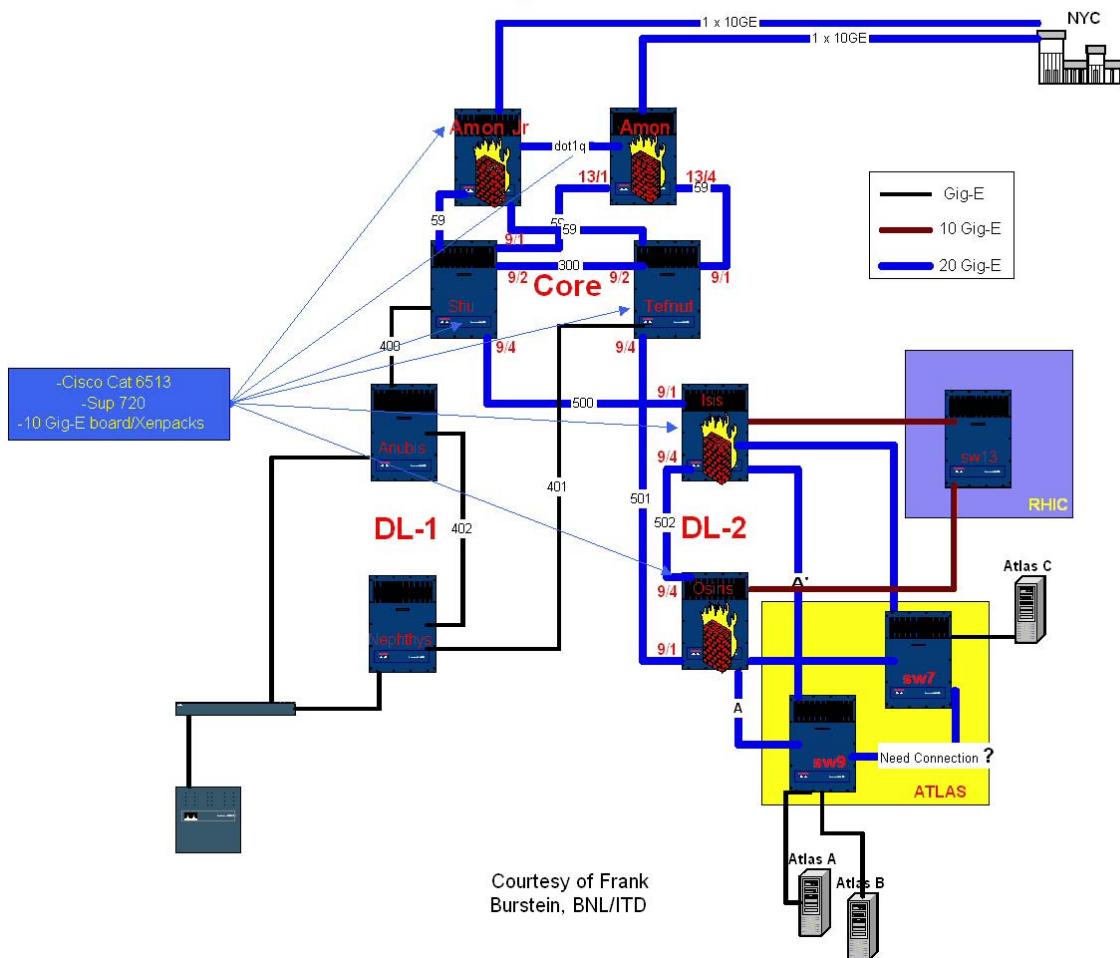 1 x 10GE
NYC
1 x 10GE
Amon Jr
Amon
dot1q
13/1
13/4
59
59
59
59
9/1
Gig-E
10 Gig-E
20 Gig-E
300
9/2
Core
9/2
9/1
Shu
Tefnut
9/4
9/4
400
-Cisco Cat 6513
-Sup 720
-10 Gig-E board/Xenpacks
9/1
Isis
500
Anubis
9/4
sw13
401
501
RHIC
402
DL-1
502
DL-2
Atlas C
A'
9/4
Osiris
Nephthys
9/1
sw7
A
sw9
Need Connection ?
ATLAS
Atlas A
Atlas B
Courtesy of Frank
Burstein, BNL/ITD